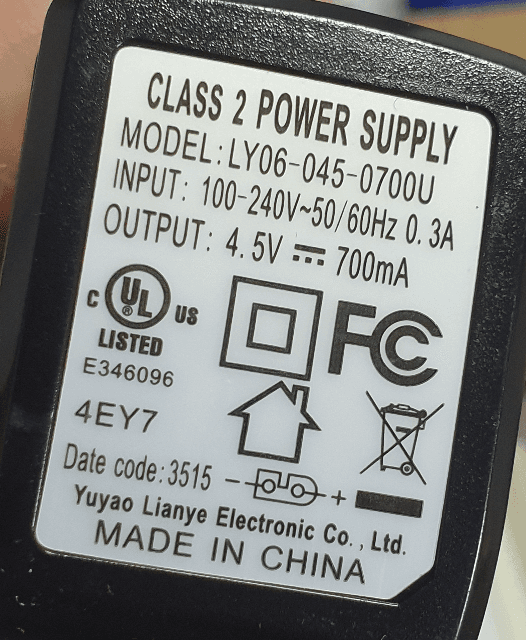 CLASS 2 POWER SUPPLY
MODEL: LY06-045-0700U
INPUT: 100-240V~50/60Hz 0.3A
OUTPUT: 4.5V ⎓ 700mA
C UL ® US
LISTED
E346096
FC
4EY7
Date code: 3515 - +
Yuyao Lianye Electronic Co., Ltd.
MADE IN CHINA